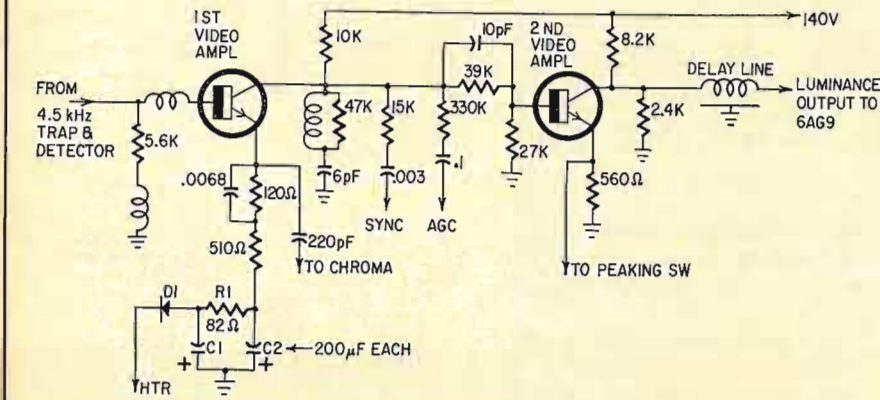 1ST
VIDEO
AMPL
10K
10pF
2 ND
VIDEO
AMPL
8.2K
140V
39K
DELAY LINE
FROM
4.5 kHz
TRAP &
DETECTOR
5.6K
47K
15K
330K
27K
2.4K
LUMINANCE
OUTPUT TO
6AG9
.0068
120Ω
6pF
.003
.1
560Ω
510Ω
220pF
SYNC
AGC
TO CHROMA
TO PEAKING SW
D1
R1
82Ω
C1
C2
200µF EACH
+
+
HTR